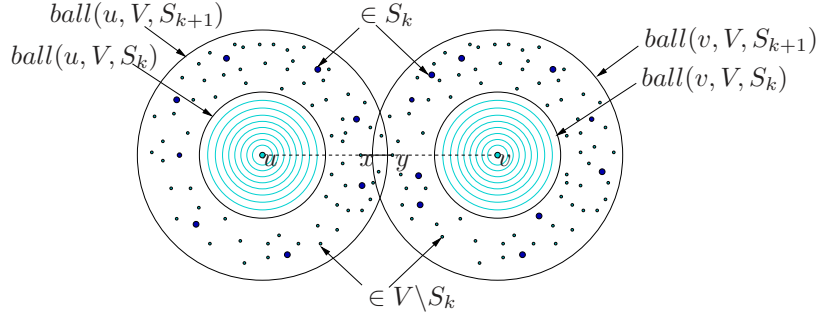 ball(u, V, S_{k+1})
∈ S_k
ball(v, V, S_{k+1})
ball(u, V, S_k)
ball(v, V, S_k)
u x y v
∈ V\S_k